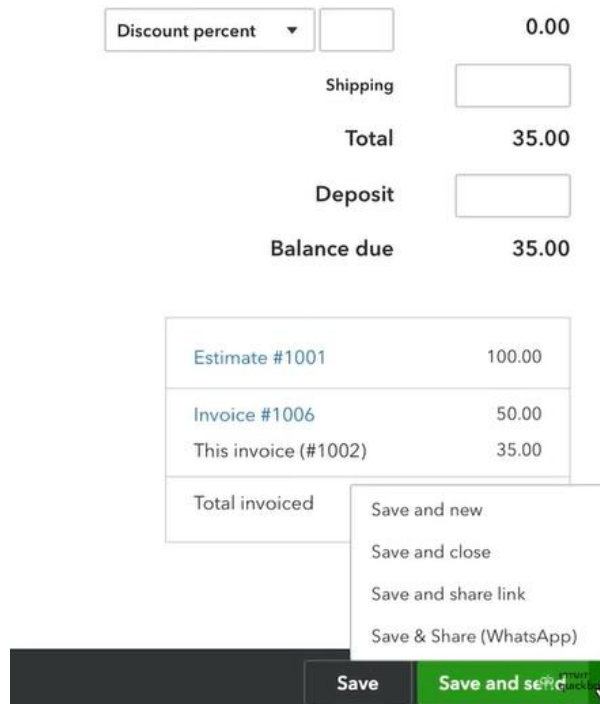 Discount percent 0.00
Shipping
Total 35.00
Deposit
Balance due 35.00
Estimate #1001 100.00
Invoice #1006 50.00
This invoice (#1002) 35.00
Total invoiced
Save and new
Save and close
Save and share link
Save & Share (WhatsApp)
Save Save and send